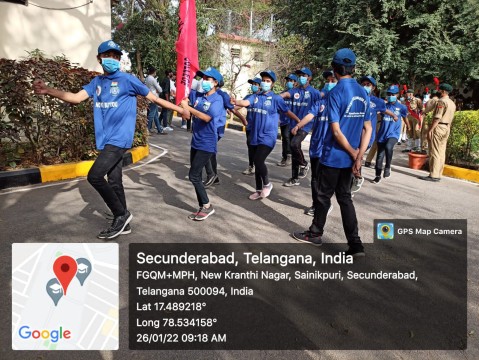 GPS Map Camera
Secunderabad, Telangana, India
FGQM+MPH, New Kranthi Nagar, Sainikpuri, Secunderabad,
Telangana 500094, India
Lat 17.489218°
Long 78.534158°
26/01/22 09:18 AM
Google